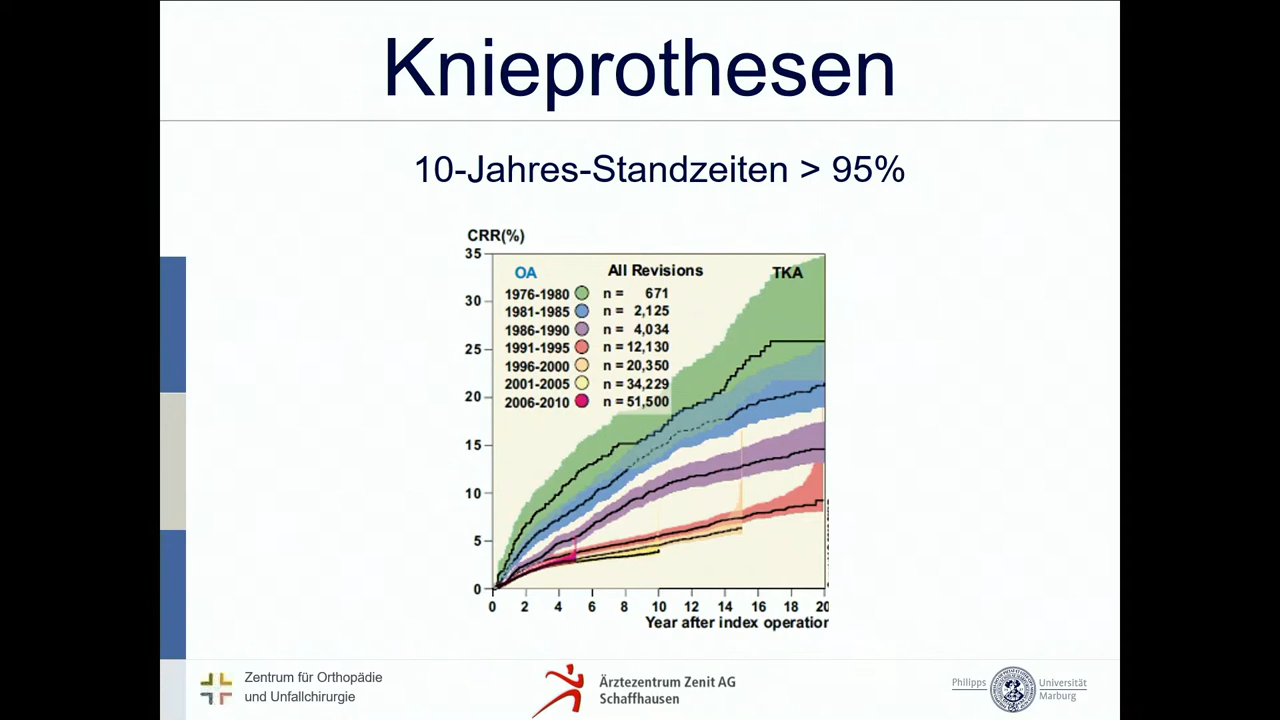 Knieprothesen
10-Jahres-Standzeiten > 95%
CRR(%)
35
30
25
20
15
10
5
0
OA All Revisions TKA
1976-1980 n = 671
1981-1985 n = 2,125
1986-1990 n = 4,034
1991-1995 n = 12,130
1996-2000 n = 20,350
2001-2005 n = 34,229
2006-2010 n = 51,500
0 2 4 6 8 10 12 14 16 18 20
Year after index operation
Zentrum für Orthopädie
und Unfallchirurgie
Ärztezentrum Zenit AG
Schaffhausen
Philipps Universität
Marburg